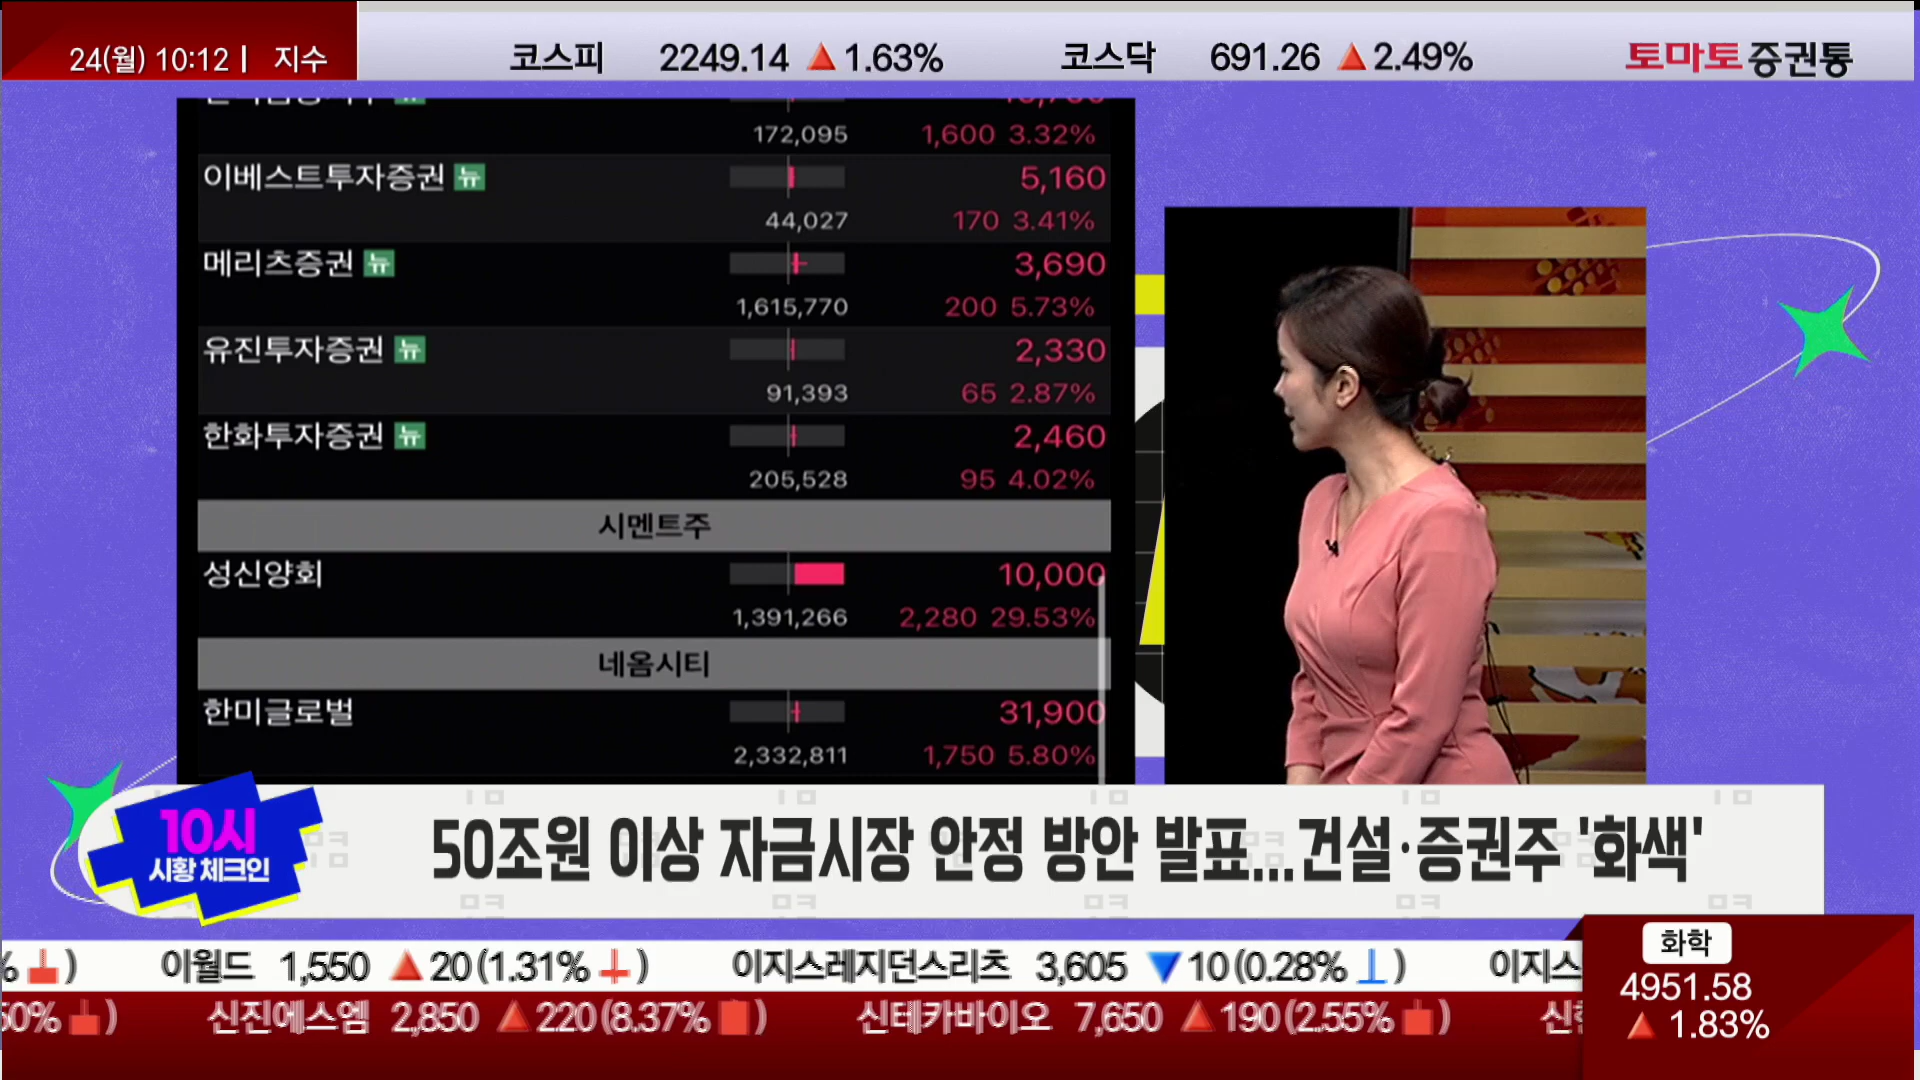 24(월) 10:12 | 지수 코스피 2249.14 ▲1.63% 코스닥 691.26 ▲2.49% 토마토증권통
172,095 1,600 3.32%
이베스트투자증권 뉴 5,160
44,027 170 3.41%
메리츠증권 뉴 3,690
1,615,770 200 5.73%
유진투자증권 뉴 2,330
91,393 65 2.87%
한화투자증권 뉴 2,460
205,528 95 4.02%
시멘트주
성신양회 10,000
1,391,266 2,280 29.53%
네옴시티
한미글로벌 31,900
2,332,811 1,750 5.80%
10시
시황 체크인
50조원 이상 자금시장 안정 방안 발표...건설·증권주 '화색'
% ) 이월드 1,550 ▲20(1.31% ) 이지스레지던스리츠 3,605 ▼10(0.28% ) 이지스
50% ) 신진에스엠 2,850 ▲220(8.37% ) 신테카바이오 7,650 ▲190(2.55% )
화학
4951.58
▲1.83%